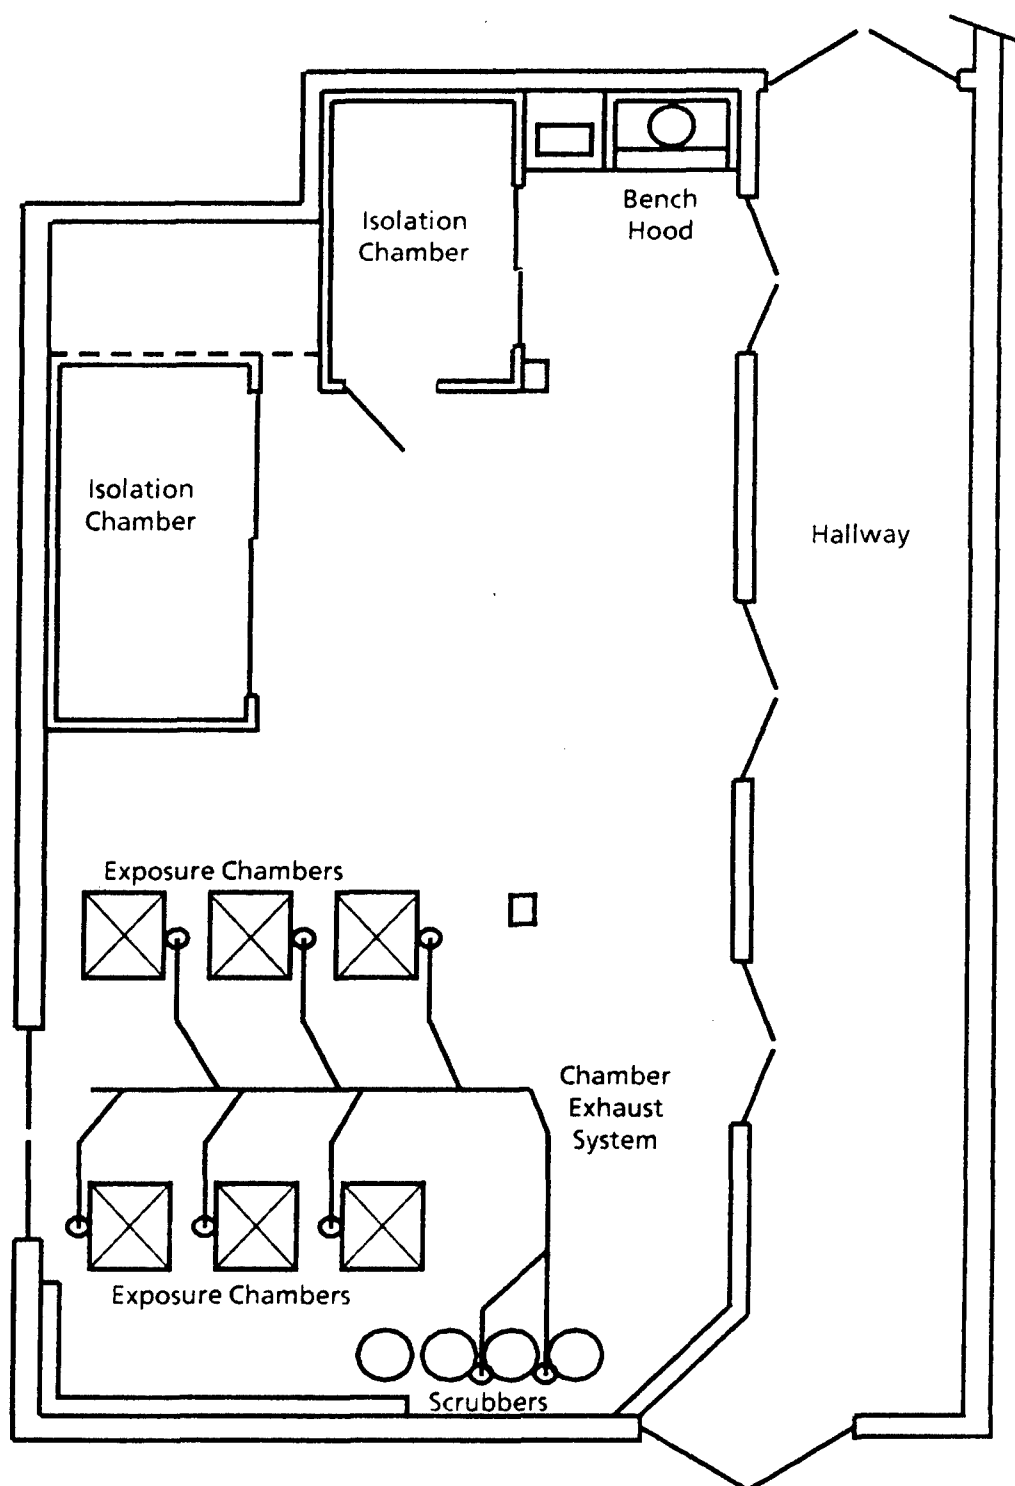 Bench
Hood
Isolation
Chamber
Isolation
Chamber
Hallway
Exposure Chambers
Chamber
Exhaust
System
Exposure Chambers
Scrubbers